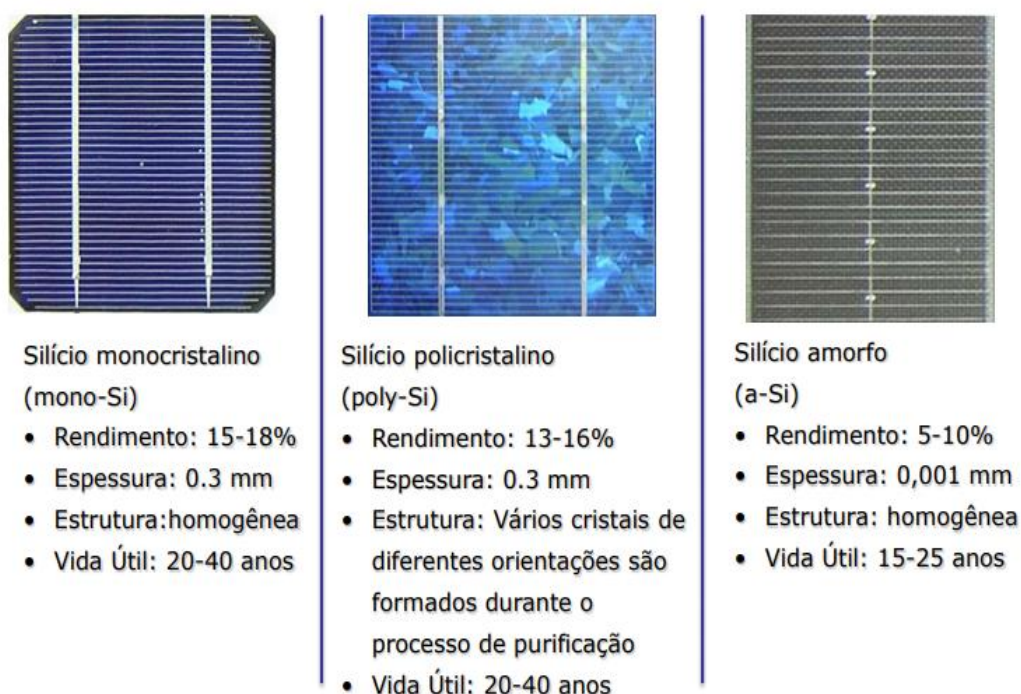 Silício monocristalino
(mono-Si)
• Rendimento: 15-18%
• Espessura: 0.3 mm
• Estrutura:homogênea
• Vida Útil: 20-40 anos
Silício policristalino
(poly-Si)
• Rendimento: 13-16%
• Espessura: 0.3 mm
• Estrutura: Vários cristais de
diferentes orientações são
formados durante o
processo de purificação
• Vida Útil: 20-40 anos
Silício amorfo
(a-Si)
• Rendimento: 5-10%
• Espessura: 0,001 mm
• Estrutura: homogênea
• Vida Útil: 15-25 anos